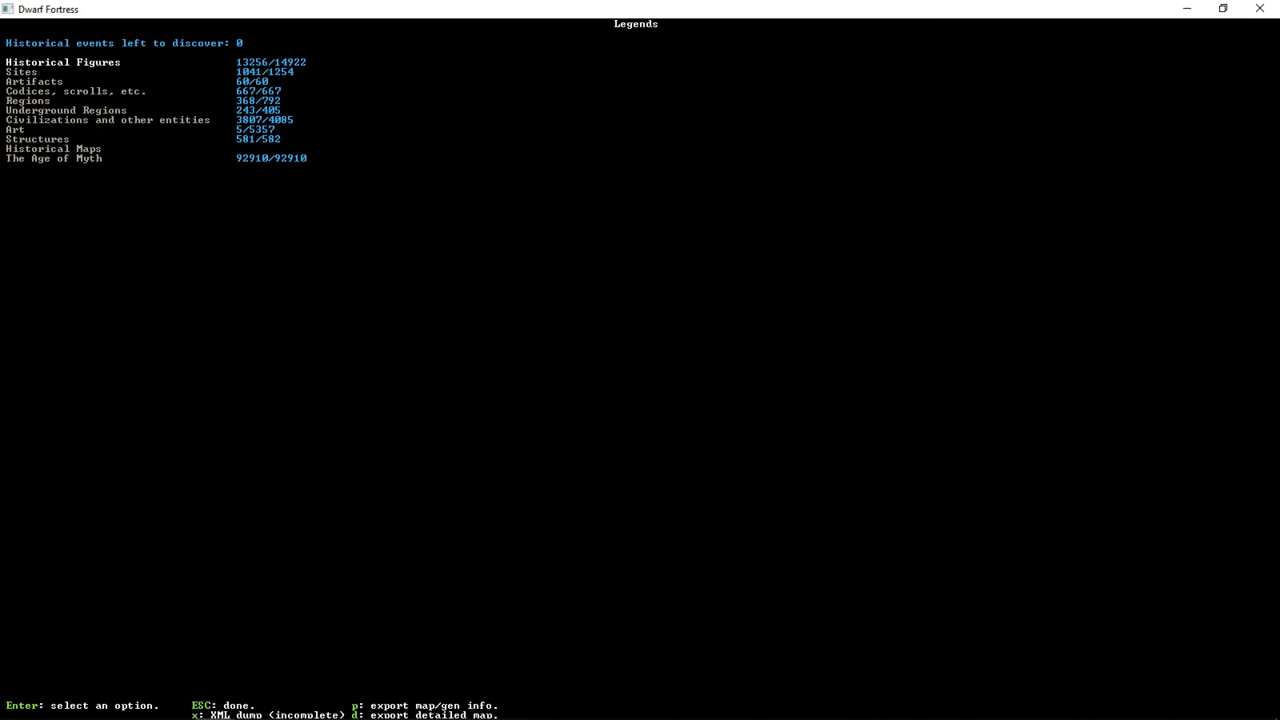 Dwarf Fortress
Legends
Historical events left to discover: 0
Historical Figures 13256/14922
Sites 1041/1254
Artifacts 60/60
Codices, scrolls, etc. 667/667
Regions 368/792
Underground Regions 243/405
Civilizations and other entities 3807/4085
Art 5/5357
Structures 581/582
Historical Maps
The Age of Myth 92910/92910
Enter: select an option. ESC: done. p: export map/gen info.
x: XML dump (incomplete) d: export detailed map.